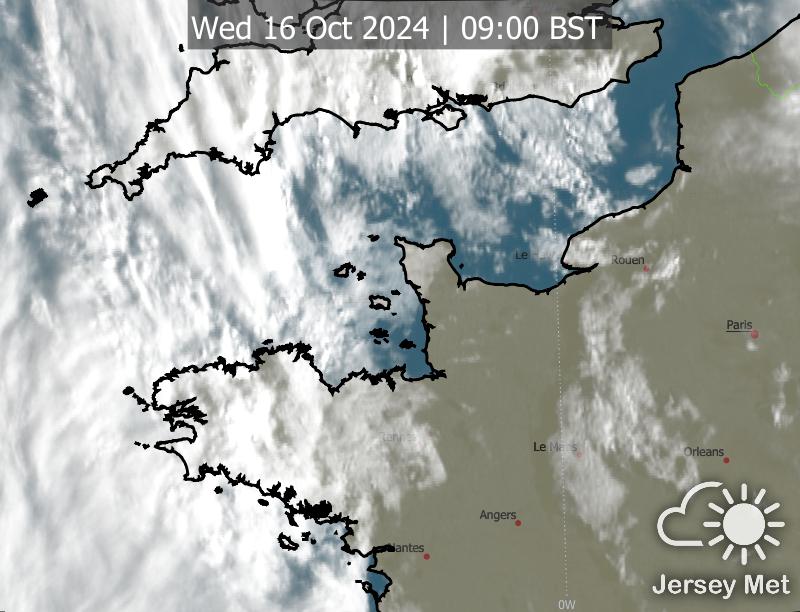 Wed 16 Oct 2024 | 09:00 BST
Le
Rouen
Paris
Rennes
Le Mans
Orleans
Angers
Nantes
Jersey Met
0W